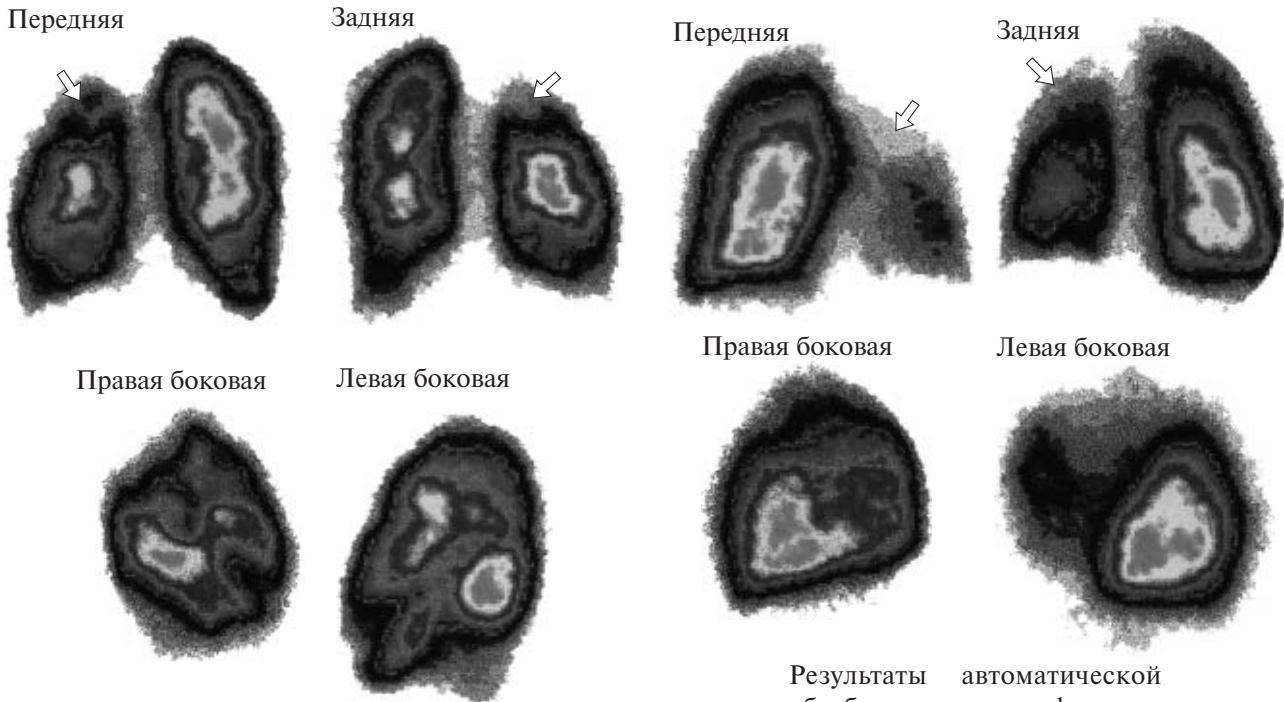 Передняя
Задняя
Правая боковая
Левая боковая
Передняя
Задняя
Правая боковая
Левая боковая
Результаты автоматической